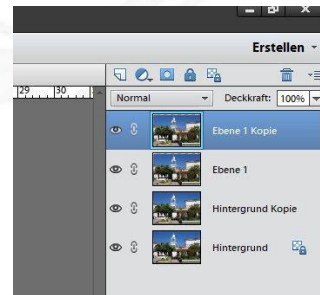 Erstellen
29 30
Normal Deckkraft: 100%
Ebene 1 Kopie
Ebene 1
Hintergrund Kopie
Hintergrund